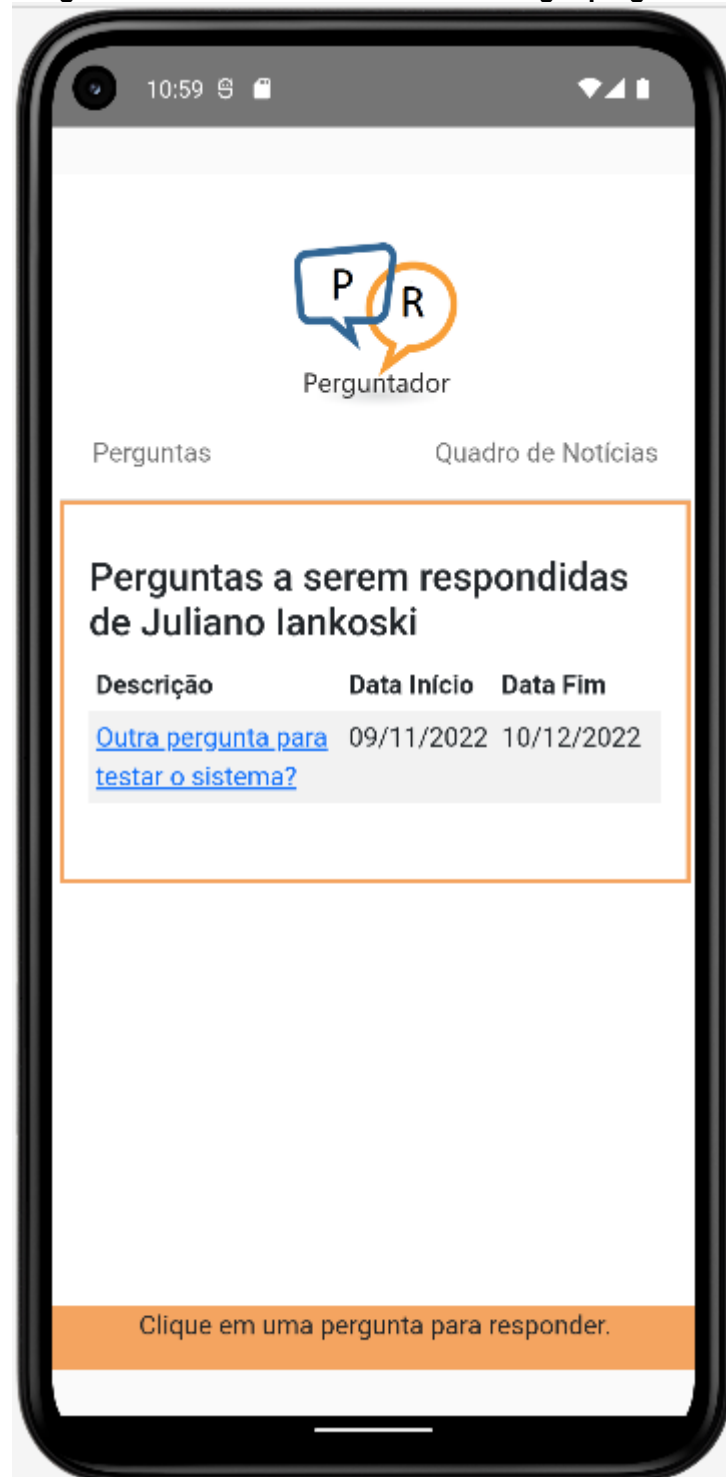 10:59
P
R
Perguntador
Perguntas Quadro de Notícias
Perguntas a serem respondidas
de Juliano Iankoski
Descrição Data Início Data Fim
Outra pergunta para 09/11/2022 10/12/2022
testar o sistema?
Clique em uma pergunta para responder.